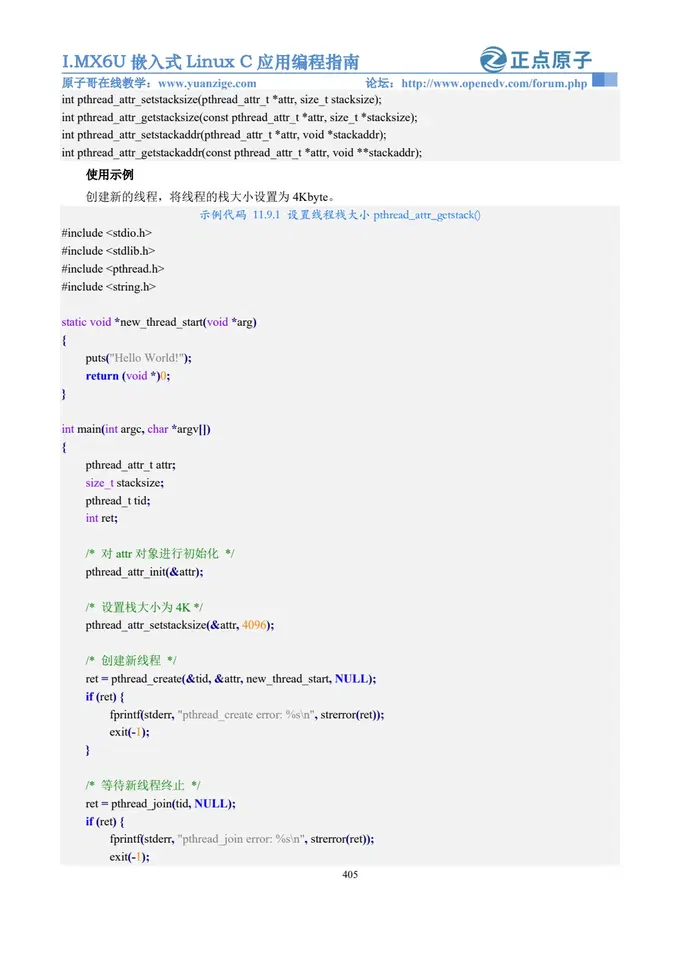 I.MX6U 嵌入式 Linux C 应用编程指南
正点原子
原子哥在线教学：www.yuanzige.com 论坛：http://www.openedv.com/forum.php
int pthread_attr_setstacksize(pthread_attr_t *attr, size_t stacksize);
int pthread_attr_getstacksize(const pthread_attr_t *attr, size_t *stacksize);
int pthread_attr_setstackaddr(pthread_attr_t *attr, void *stackaddr);
int pthread_attr_getstackaddr(const pthread_attr_t *attr, void **stackaddr);
使用示例
创建新的线程，将线程的栈大小设置为 4Kbyte。
示例代码 11.9.1 设置线程栈大小 pthread_attr_getstack()
#include <stdio.h>
#include <stdlib.h>
#include <pthread.h>
#include <string.h>
static void *new_thread_start(void *arg)
{
puts("Hello World!");
return (void *)0;
}
int main(int argc, char *argv[])
{
pthread_attr_t attr;
size_t stacksize;
pthread_t tid;
int ret;
/* 对 attr 对象进行初始化 */
pthread_attr_init(&attr);
/* 设置栈大小为 4K */
pthread_attr_setstacksize(&attr, 4096);
/* 创建新线程 */
ret = pthread_create(&tid, &attr, new_thread_start, NULL);
if (ret) {
fprintf(stderr, "pthread_create error: %s\n", strerror(ret));
exit(-1);
}
/* 等待新线程终止 */
ret = pthread_join(tid, NULL);
if (ret) {
fprintf(stderr, "pthread_join error: %s\n", strerror(ret));
exit(-1);
405